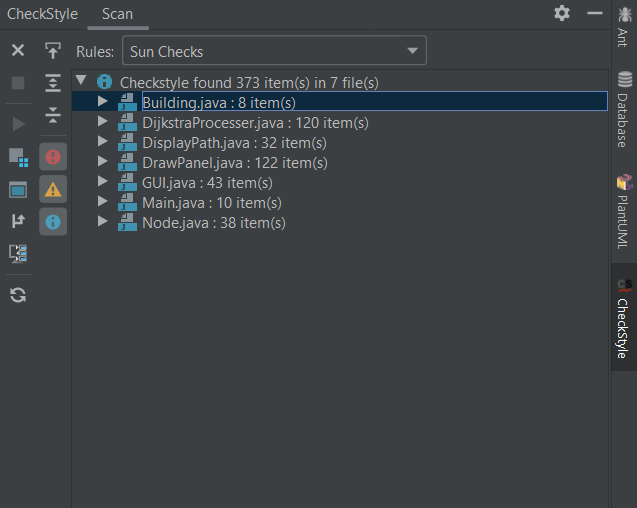 CheckStyle Scan
Rules: Sun Checks
Checkstyle found 373 item(s) in 7 file(s)
Building.java : 8 item(s)
DijkstraProcesser.java : 120 item(s)
DisplayPath.java : 32 item(s)
DrawPanel.java : 122 item(s)
GUI.java : 43 item(s)
Main.java : 10 item(s)
Node.java : 38 item(s)
Ant
Database
PlantUML
CS
CheckStyle